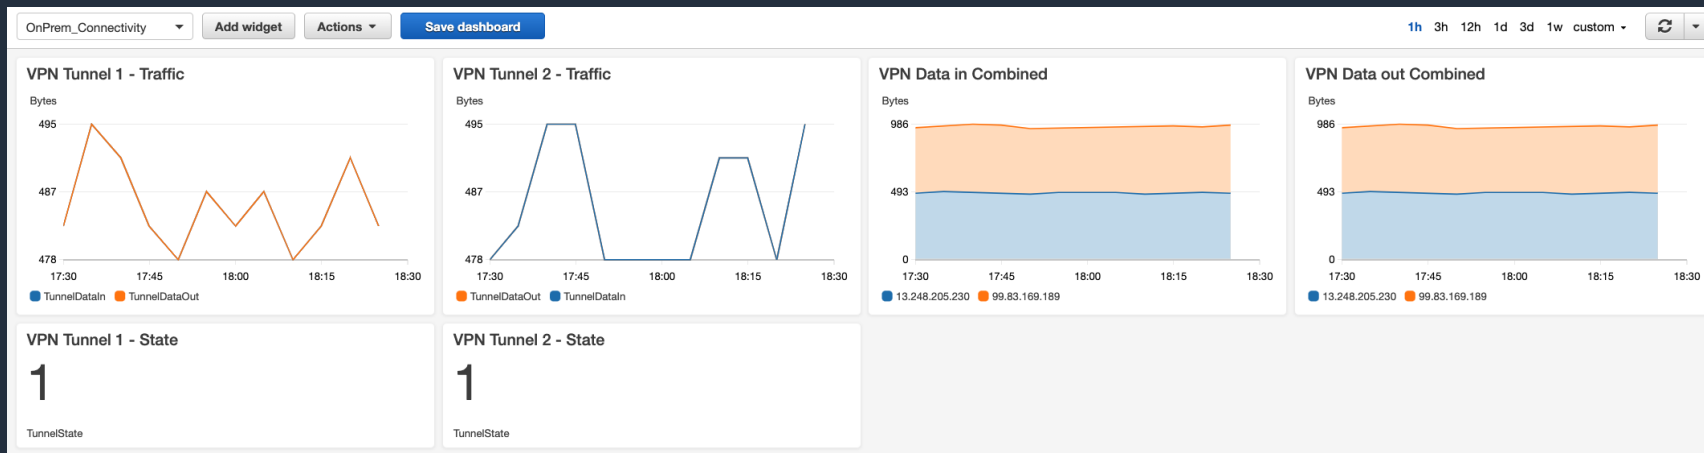 OnPrem_Connectivity Add widget Actions Save dashboard 1h 3h 12h 1d 3d 1w custom
VPN Tunnel 1 - Traffic
Bytes
495
487
478
17:30 17:45 18:00 18:15 18:30
TunnelDataIn TunnelDataOut
VPN Tunnel 2 - Traffic
Bytes
495
487
478
17:30 17:45 18:00 18:15 18:30
TunnelDataOut TunnelDataIn
VPN Data in Combined
Bytes
986
493
0
17:30 17:45 18:00 18:15 18:30
13.248.205.230 99.83.169.189
VPN Data out Combined
Bytes
986
493
0
17:30 17:45 18:00 18:15 18:30
13.248.205.230 99.83.169.189
VPN Tunnel 1 - State
1
TunnelState
VPN Tunnel 2 - State
1
TunnelState